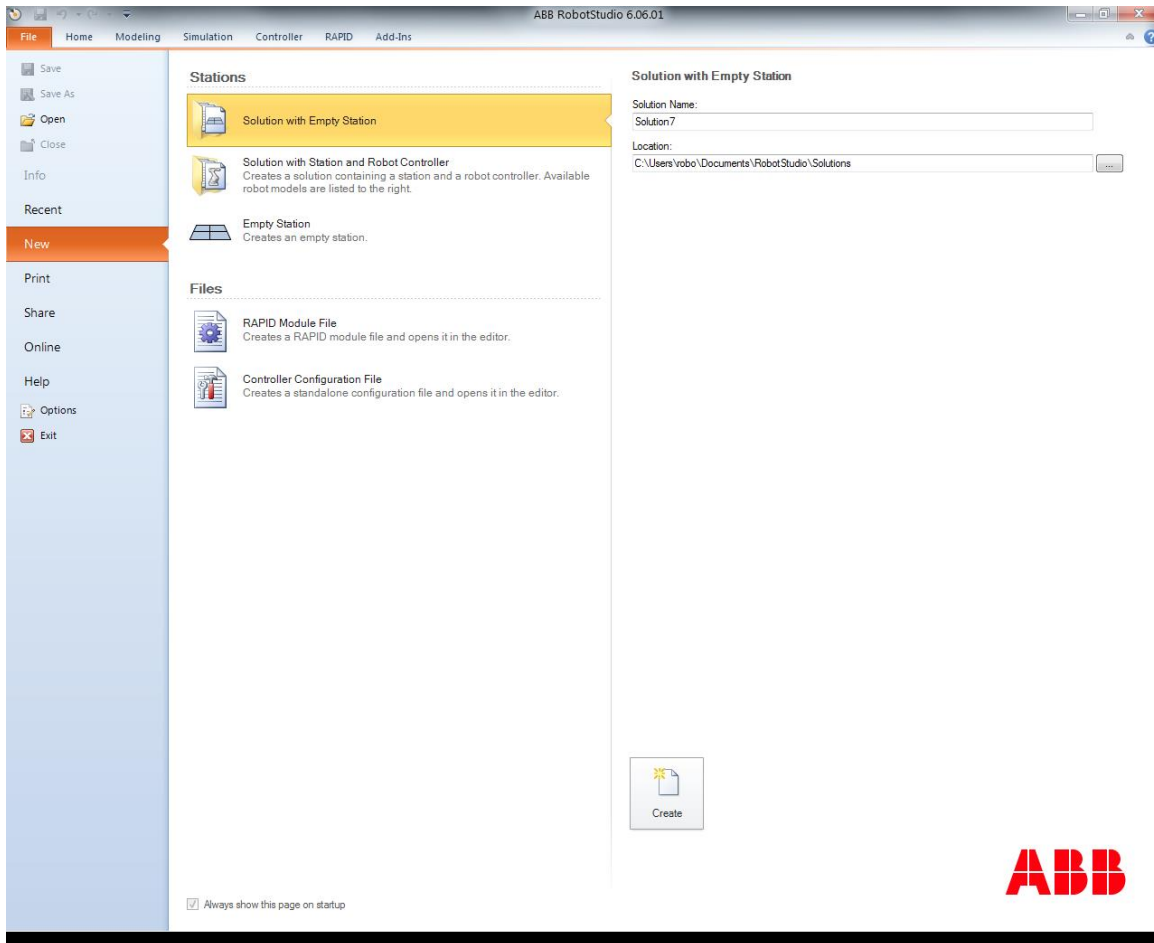 ABB RobotStudio 6.06.01
File Home Modeling Simulation Controller RAPID Add-Ins
Save
Save As
Open
Close
Info
Recent
New
Print
Share
Online
Help
Options
Exit
Stations
Solution with Empty Station
Solution with Station and Robot Controller
Creates a solution containing a station and a robot controller. Available
robot models are listed to the right.
Empty Station
Creates an empty station.
Files
RAPID Module File
Creates a RAPID module file and opens it in the editor.
Controller Configuration File
Creates a standalone configuration file and opens it in the editor.
Always show this page on startup
Solution with Empty Station
Solution Name:
Solution7
Location:
C:\Users\robo\Documents\RobotStudio\Solutions
...
Create
ABB